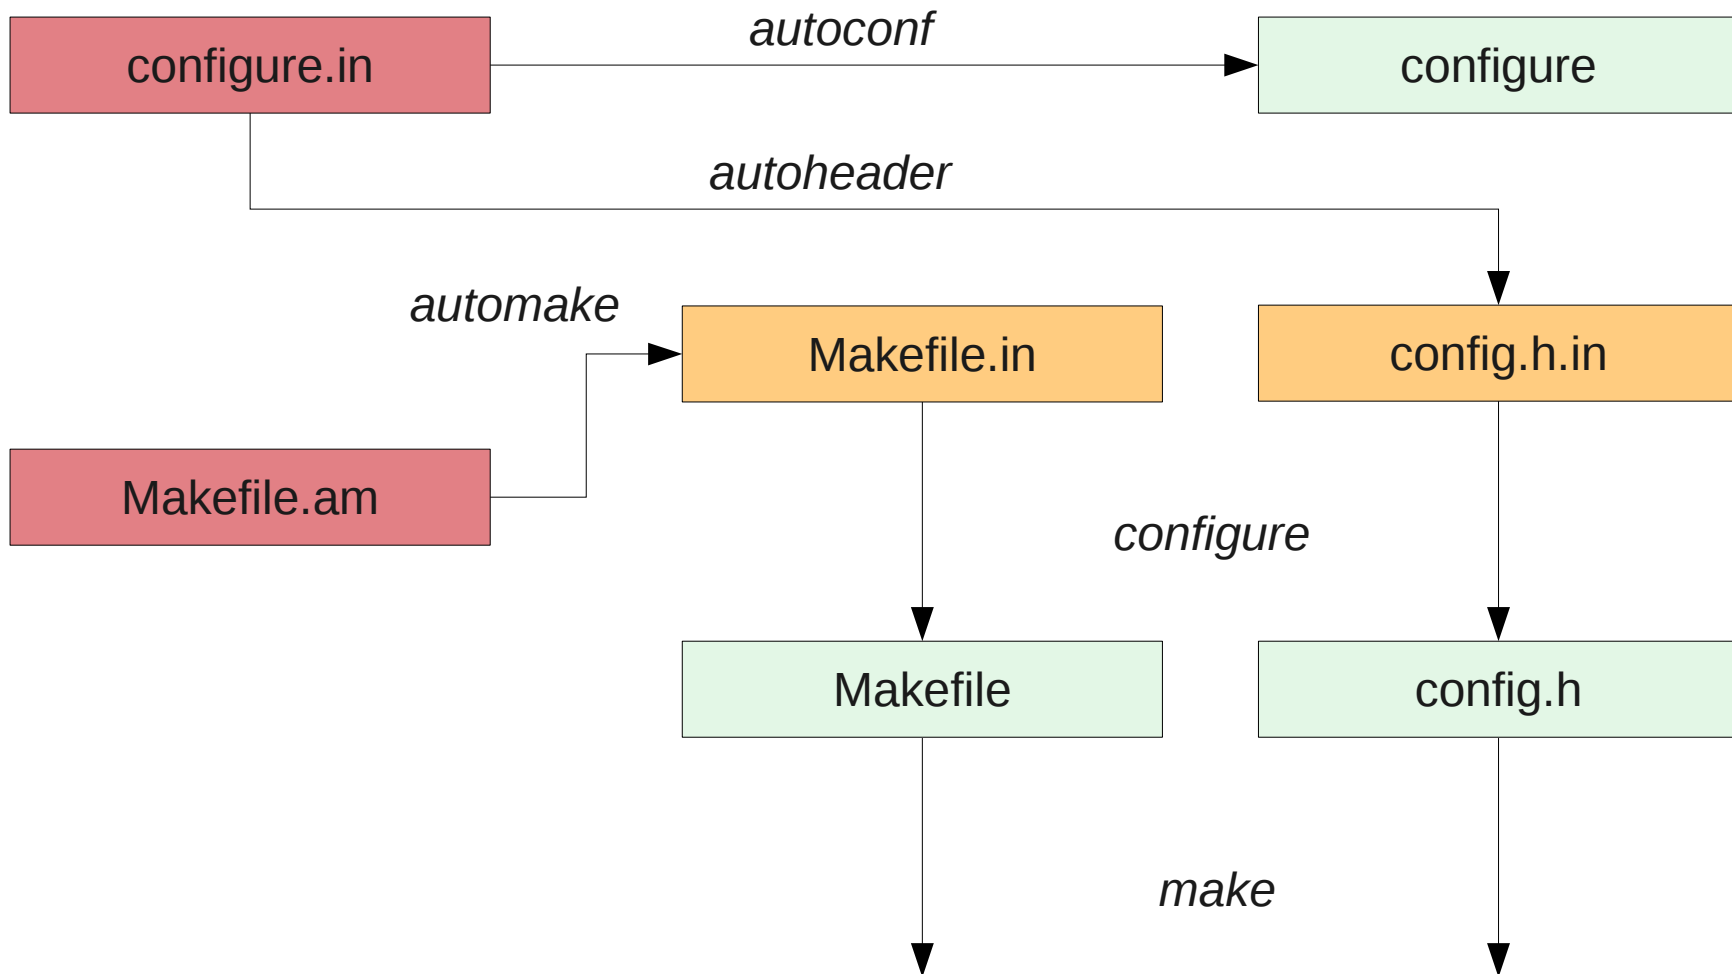 autoconf
configure.in
configure
autoheader
automake
Makefile.in
config.h.in
Makefile.am
configure
Makefile
config.h
make